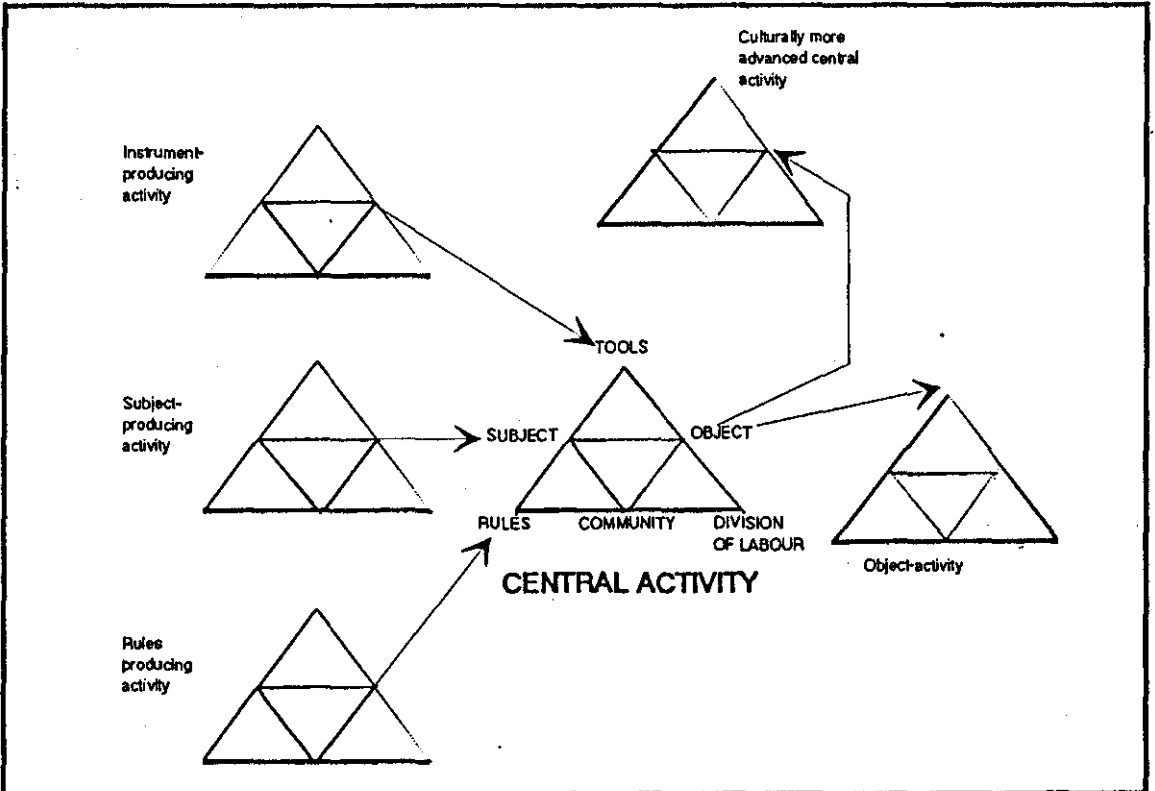 Culturally more
advanced central
activity
Instrument-
producing
activity
TOOLS
Subject-
producing
activity
SUBJECT
OBJECT
RULES
COMMUNITY
DIVISION
OF LABOUR
Object-activity
CENTRAL ACTIVITY
Rules
producing
activity